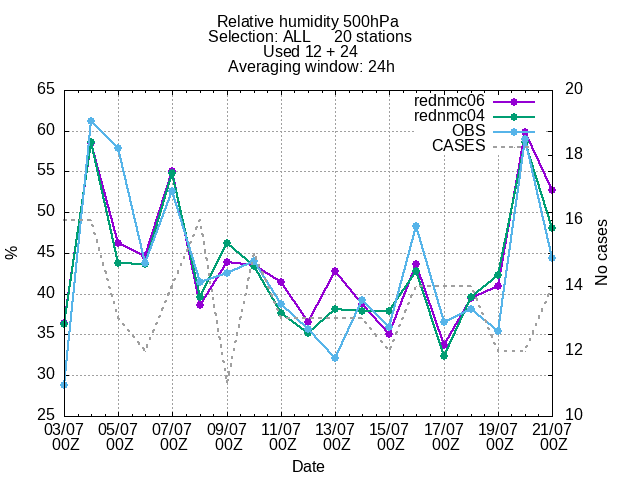 Relative humidity 500hPa
Selection: ALL 20 stations
Used 12 + 24
Averaging window: 24h
65 20
rednmc06
rednmc04
60 OBS
CASES
18
55
50 16
45
40 14
35
12
30
25 10
% No cases
03/07 05/07 07/07 09/07 11/07 13/07 15/07 17/07 19/07 21/07
00Z 00Z 00Z 00Z 00Z 00Z 00Z 00Z 00Z 00Z
Date